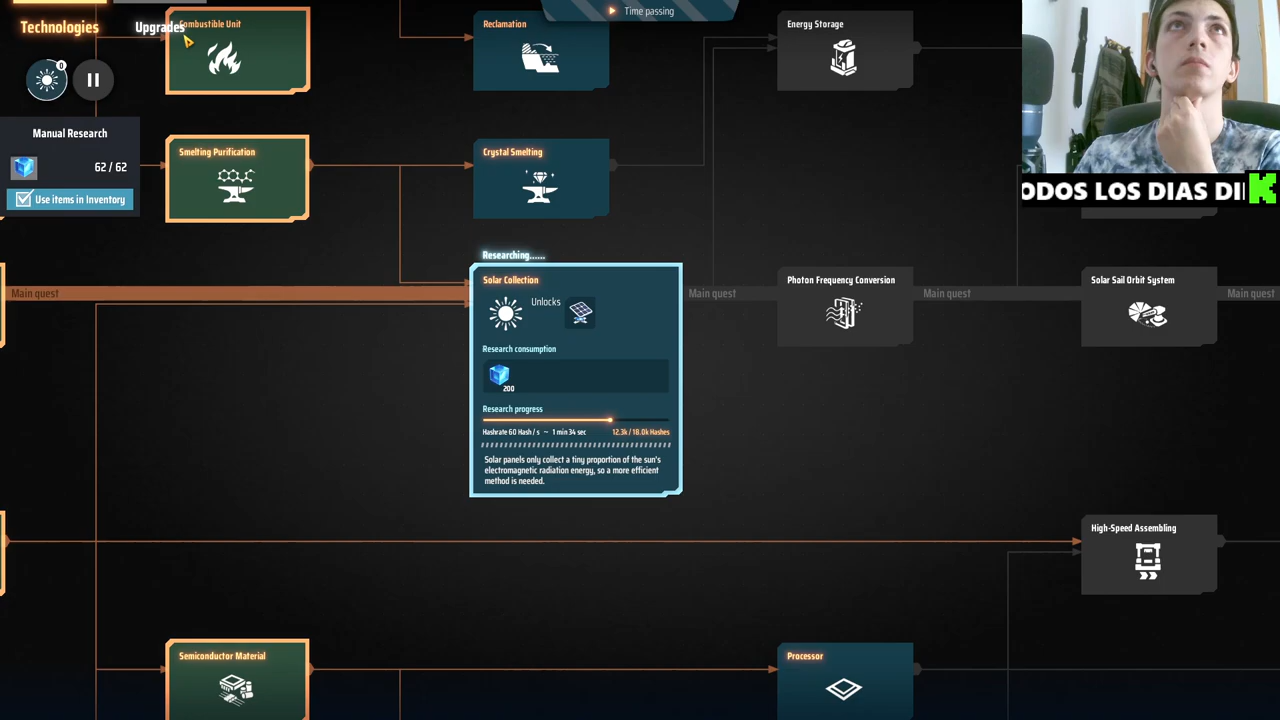 Technologies
Upgrades
0
Manual Research
62 / 62
Use items in Inventory
Time passing
Combustible Unit
Reclamation
Energy Storage
Smelting Purification
Crystal Smelting
ODOS LOS DIAS DI
K
Main quest
Researching......
Solar Collection
Unlocks
Research consumption
200
Research progress
Hashrate 60 Hash / s ~ 1 min 34 sec
12.3k / 18.0k Hashes
Solar panels only collect a tiny proportion of the sun's
electromagnetic radiation energy, so a more efficient
method is needed.
Main quest
Photon Frequency Conversion
Main quest
Solar Sail Orbit System
Main quest
High-Speed Assembling
Semiconductor Material
Processor